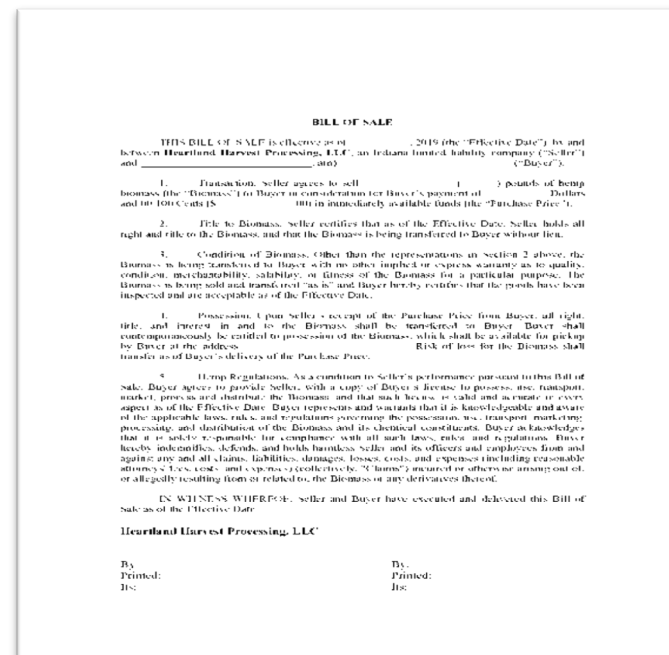 BILL OF SALE
THIS BILL OF SALE is effective as of , 2019 (the “Effective Date”), by and
between Heartland Harvest Processing, LLC, an Indiana limited liability company (“Seller”)
and ____________________________, a(n) (“Buyer”).
1. Transaction. Seller agrees to sell ( ) pounds of hemp
biomass (the “Biomass”) to Buyer in consideration for Buyer’s payment of Dollars
and 00/100 Cents ($ .00) in immediately available funds (the “Purchase Price”).
2. Title to Biomass. Seller certifies that as of the Effective Date, Seller holds all
right and title to the Biomass, and that the Biomass is being transferred to Buyer without lien.
3. Condition of Biomass. Other than the representations in Section 2 above, the
Biomass is being transferred to Buyer with no other implied or express warranty as to quality,
condition, merchantability, salability, or fitness of the Biomass for a particular purpose. The
Biomass is being sold and transferred “as is” and Buyer hereby certifies that the goods have been
inspected and are acceptable as of the Effective Date.
4. Possession. Upon Seller’s receipt of the Purchase Price from Buyer, all right,
title, and interest in and to the Biomass shall be transferred to Buyer. Buyer shall
contemporaneously be entitled to possession of the Biomass, which shall be available for pickup
by Buyer at the address Risk of loss for the Biomass shall
transfer as of Buyer’s delivery of the Purchase Price.
5. Hemp Regulations. As a condition to Seller’s performance pursuant to this Bill of
Sale, Buyer agrees to provide Seller, with a copy of Buyer’s license to possess, use, transport,
market, process and distribute the Biomass, and that such license is valid and accurate in every
aspect as of the Effective Date. Buyer represents and warrants that it is knowledgeable and aware
of the applicable laws, rules, and regulations governing the possession, use, transport, marketing,
processing, and distribution of the Biomass and its chemical constituents. Buyer acknowledges
that it is solely responsible for compliance with all such laws, rules, and regulations. Buyer
hereby indemnifies, defends, and holds harmless Seller and its officers and employees from and
against any and all claims, liabilities, damages, losses, costs, and expenses (including reasonable
attorneys’ fees, costs, and expenses) (collectively, “Claims”) incurred or otherwise arising out of,
or allegedly resulting from or related to, the Biomass or any derivatives thereof.
IN WITNESS WHEREOF, Seller and Buyer have executed and delivered this Bill of
Sale as of the Effective Date.
Heartland Harvest Processing, LLC
By: By:
Printed: Printed:
Its: Its: